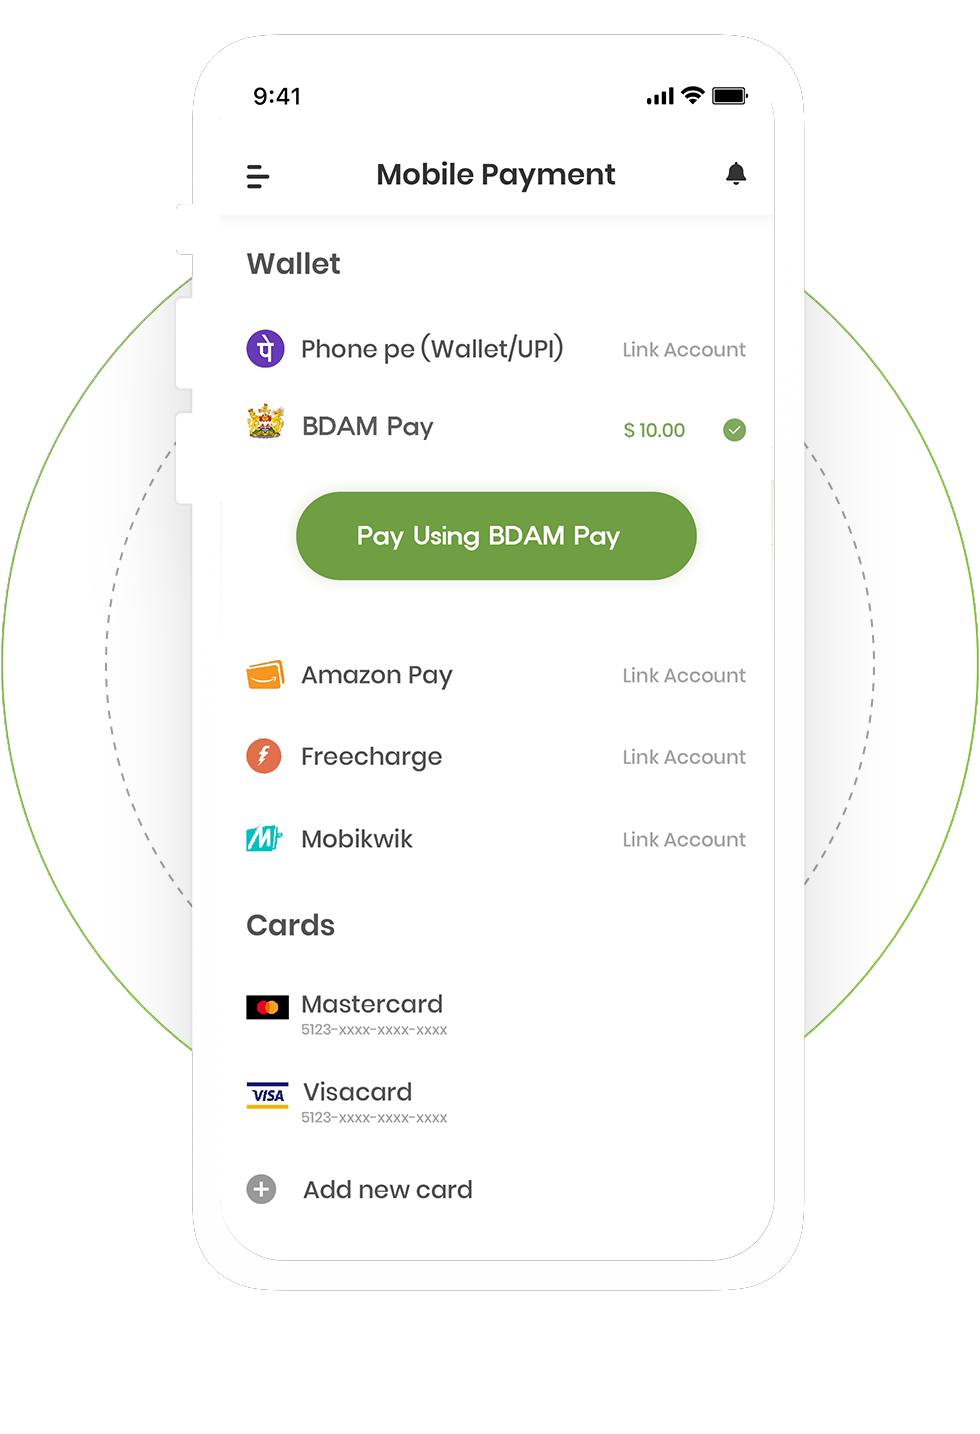 9:41
Mobile Payment
Wallet
पे Phone pe (Wallet/UPI) Link Account
BDAM Pay $ 10.00
Pay Using BDAM Pay
Amazon Pay Link Account
Freecharge Link Account
M Mobikwik Link Account
Cards
Mastercard
5123-xxxx-xxxx-xxxx
VISA Visacard
5123-xxxx-xxxx-xxxx
Add new card